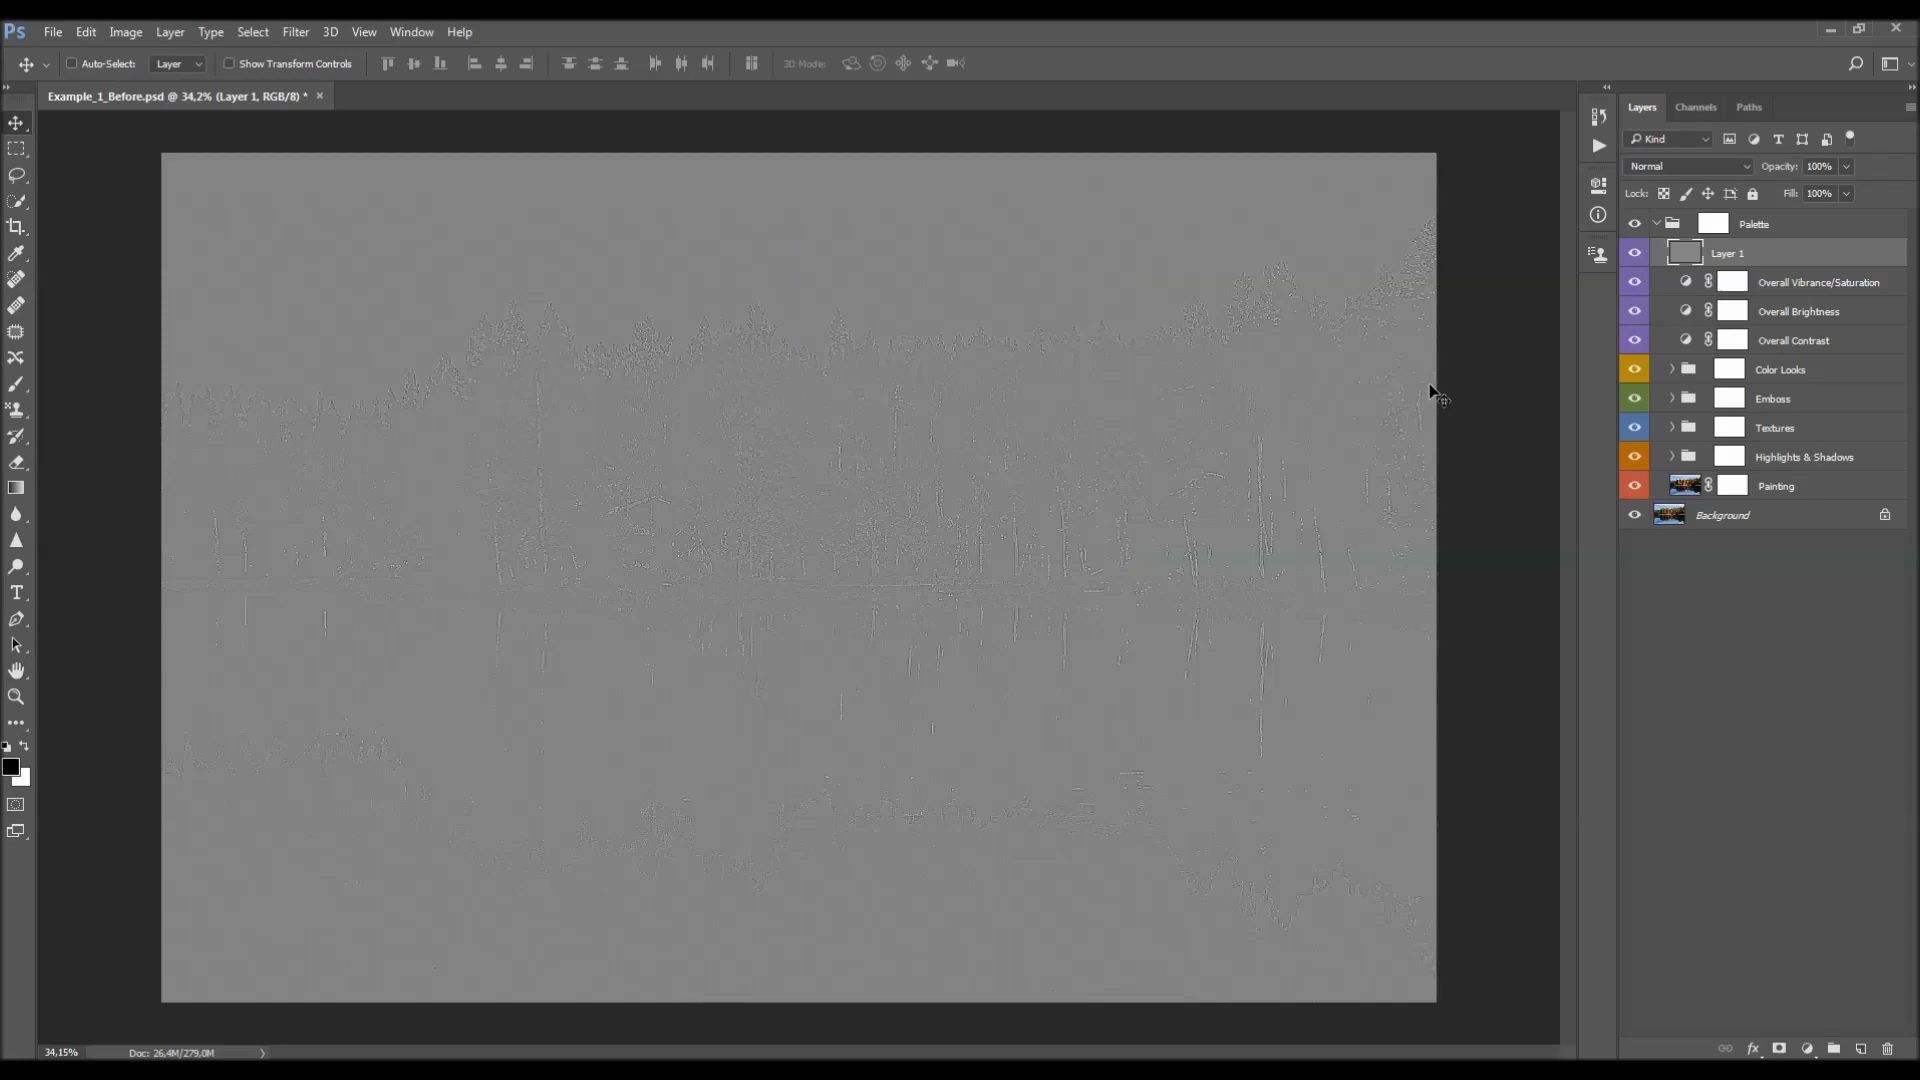 Ps File Edit Image Layer Type Select Filter 3D View Window Help
Auto-Select: Layer Show Transform Controls 3D Mode:
Example_1_Before.psd @ 34,2% (Layer 1, RGB/8) *
Layers Channels Paths
Kind
Normal Opacity: 100%
Lock: Fill: 100%
Palette
Layer 1
Overall Vibrance/Saturation
Overall Brightness
Overall Contrast
Color Looks
Emboss
Textures
Highlights & Shadows
Painting
Background
34,15% Doc: 26,4M/279,0M
fx